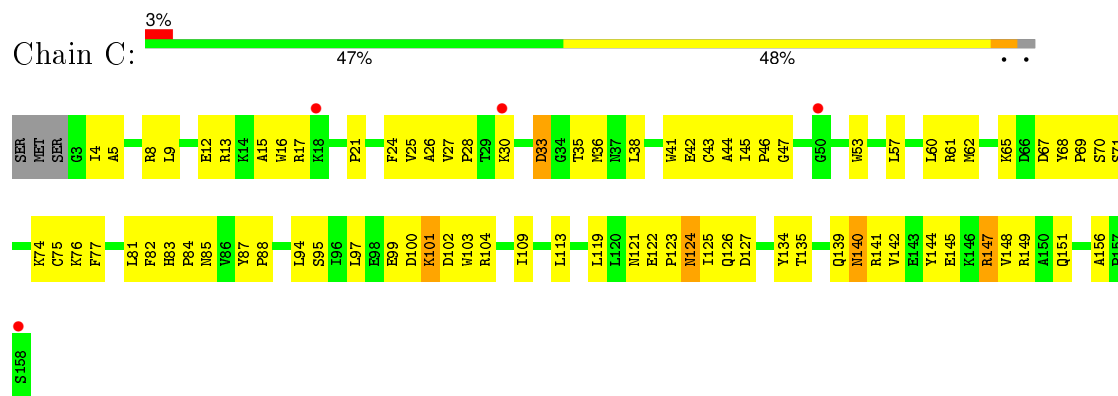 3%
Chain C:
47% 48% • •
SER MET SER G3 I4 A5 R8 L9 E12 R13 K14 A15 W16 R17 K18 P21 F24 V25 A26 V27 P28 T29 K30 D33 G34 T35 M36 N37 L38 W41 E42 C43 A44 I45 P46 G47 G50 W53 L57 L60 R61 M62 K65 D66 D67 Y68 P69 S70 S71
K74 C75 K76 F77 L81 F82 H83 P84 N85 V86 Y87 P88 L94 S95 I96 L97 E98 E99 D100 K101 D102 W103 R104 I109 L113 L119 L120 N121 E122 P123 N124 I125 Q126 D127 Y134 T135 Q139 N140 R141 V142 E143 Y144 E145 K146 R147 V148 R149 A150 Q151 A156 P157
S158